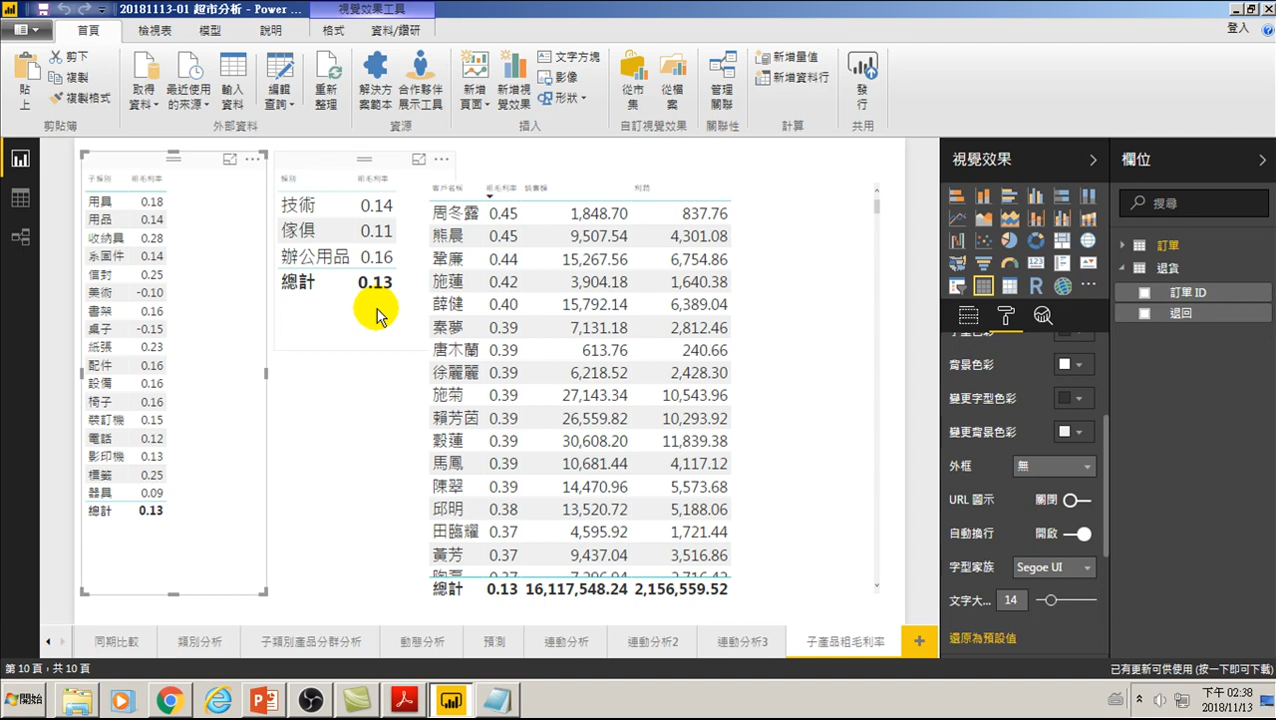 20181113-01 超市分析 - Power ...
視覺效果工具
首頁 檢視表 模型 說明 格式 資料/鑽研
登入
貼上
剪下
複製
複製格式
取得資料
最近使用的來源
輸入資料
編輯查詢
重新整理
解決方案範本
合作夥伴展示工具
新增頁面
新增視覺效果
文字方塊
影像
形狀
從市集
從檔案
管理關聯
新增量值
新增資料行
發行
剪貼簿 外部資料 資源 插入 自訂視覺效果 關聯性 計算 共用
子類別 粗毛利率
用具 0.18
用品 0.14
收納具 0.28
系固件 0.14
信封 0.25
美術 -0.10
書架 0.16
桌子 -0.15
紙張 0.23
配件 0.16
設備 0.16
椅子 0.16
裝訂機 0.15
電話 0.12
影印機 0.13
標籤 0.25
器具 0.09
總計 0.13
類別 粗毛利率
技術 0.14
傢俱 0.11
辦公用品 0.16
總計 0.13
客戶名稱 粗毛利率 銷售額 利潤
周冬露 0.45 1,848.70 837.76
熊晨 0.45 9,507.54 4,301.08
鞏廉 0.44 15,267.56 6,754.86
施蓮 0.42 3,904.18 1,640.38
薛健 0.40 15,792.14 6,389.04
秦夢 0.39 7,131.18 2,812.46
唐木蘭 0.39 613.76 240.66
徐麗麗 0.39 6,218.52 2,428.30
施菊 0.39 27,143.34 10,543.96
賴芳茵 0.39 26,559.82 10,293.92
穀蓮 0.39 30,608.20 11,839.38
馬鳳 0.39 10,681.44 4,117.12
陳翠 0.39 14,470.96 5,573.68
邱明 0.38 13,520.72 5,188.06
田臨耀 0.37 4,595.92 1,721.44
黃芳 0.37 9,437.04 3,516.86
總計 0.13 16,117,548.24 2,156,559.52
視覺效果
背景色彩
變更字型色彩
變更背景色彩
外框 無
URL 圖示 關閉
自動換行 開啟
字型家族 Segoe UI
文字大... 14
還原為預設值
欄位
搜尋
訂單
退貨
訂單 ID
退回
同期比較 類別分析 子類別產品分群分析 動態分析 預測 連動分析 連動分析2 連動分析3 子產品粗毛利率
第 10 頁，共 10 頁
已有更新可供使用 (按一下即可下載)
開始
下午 02:38
2018/11/13